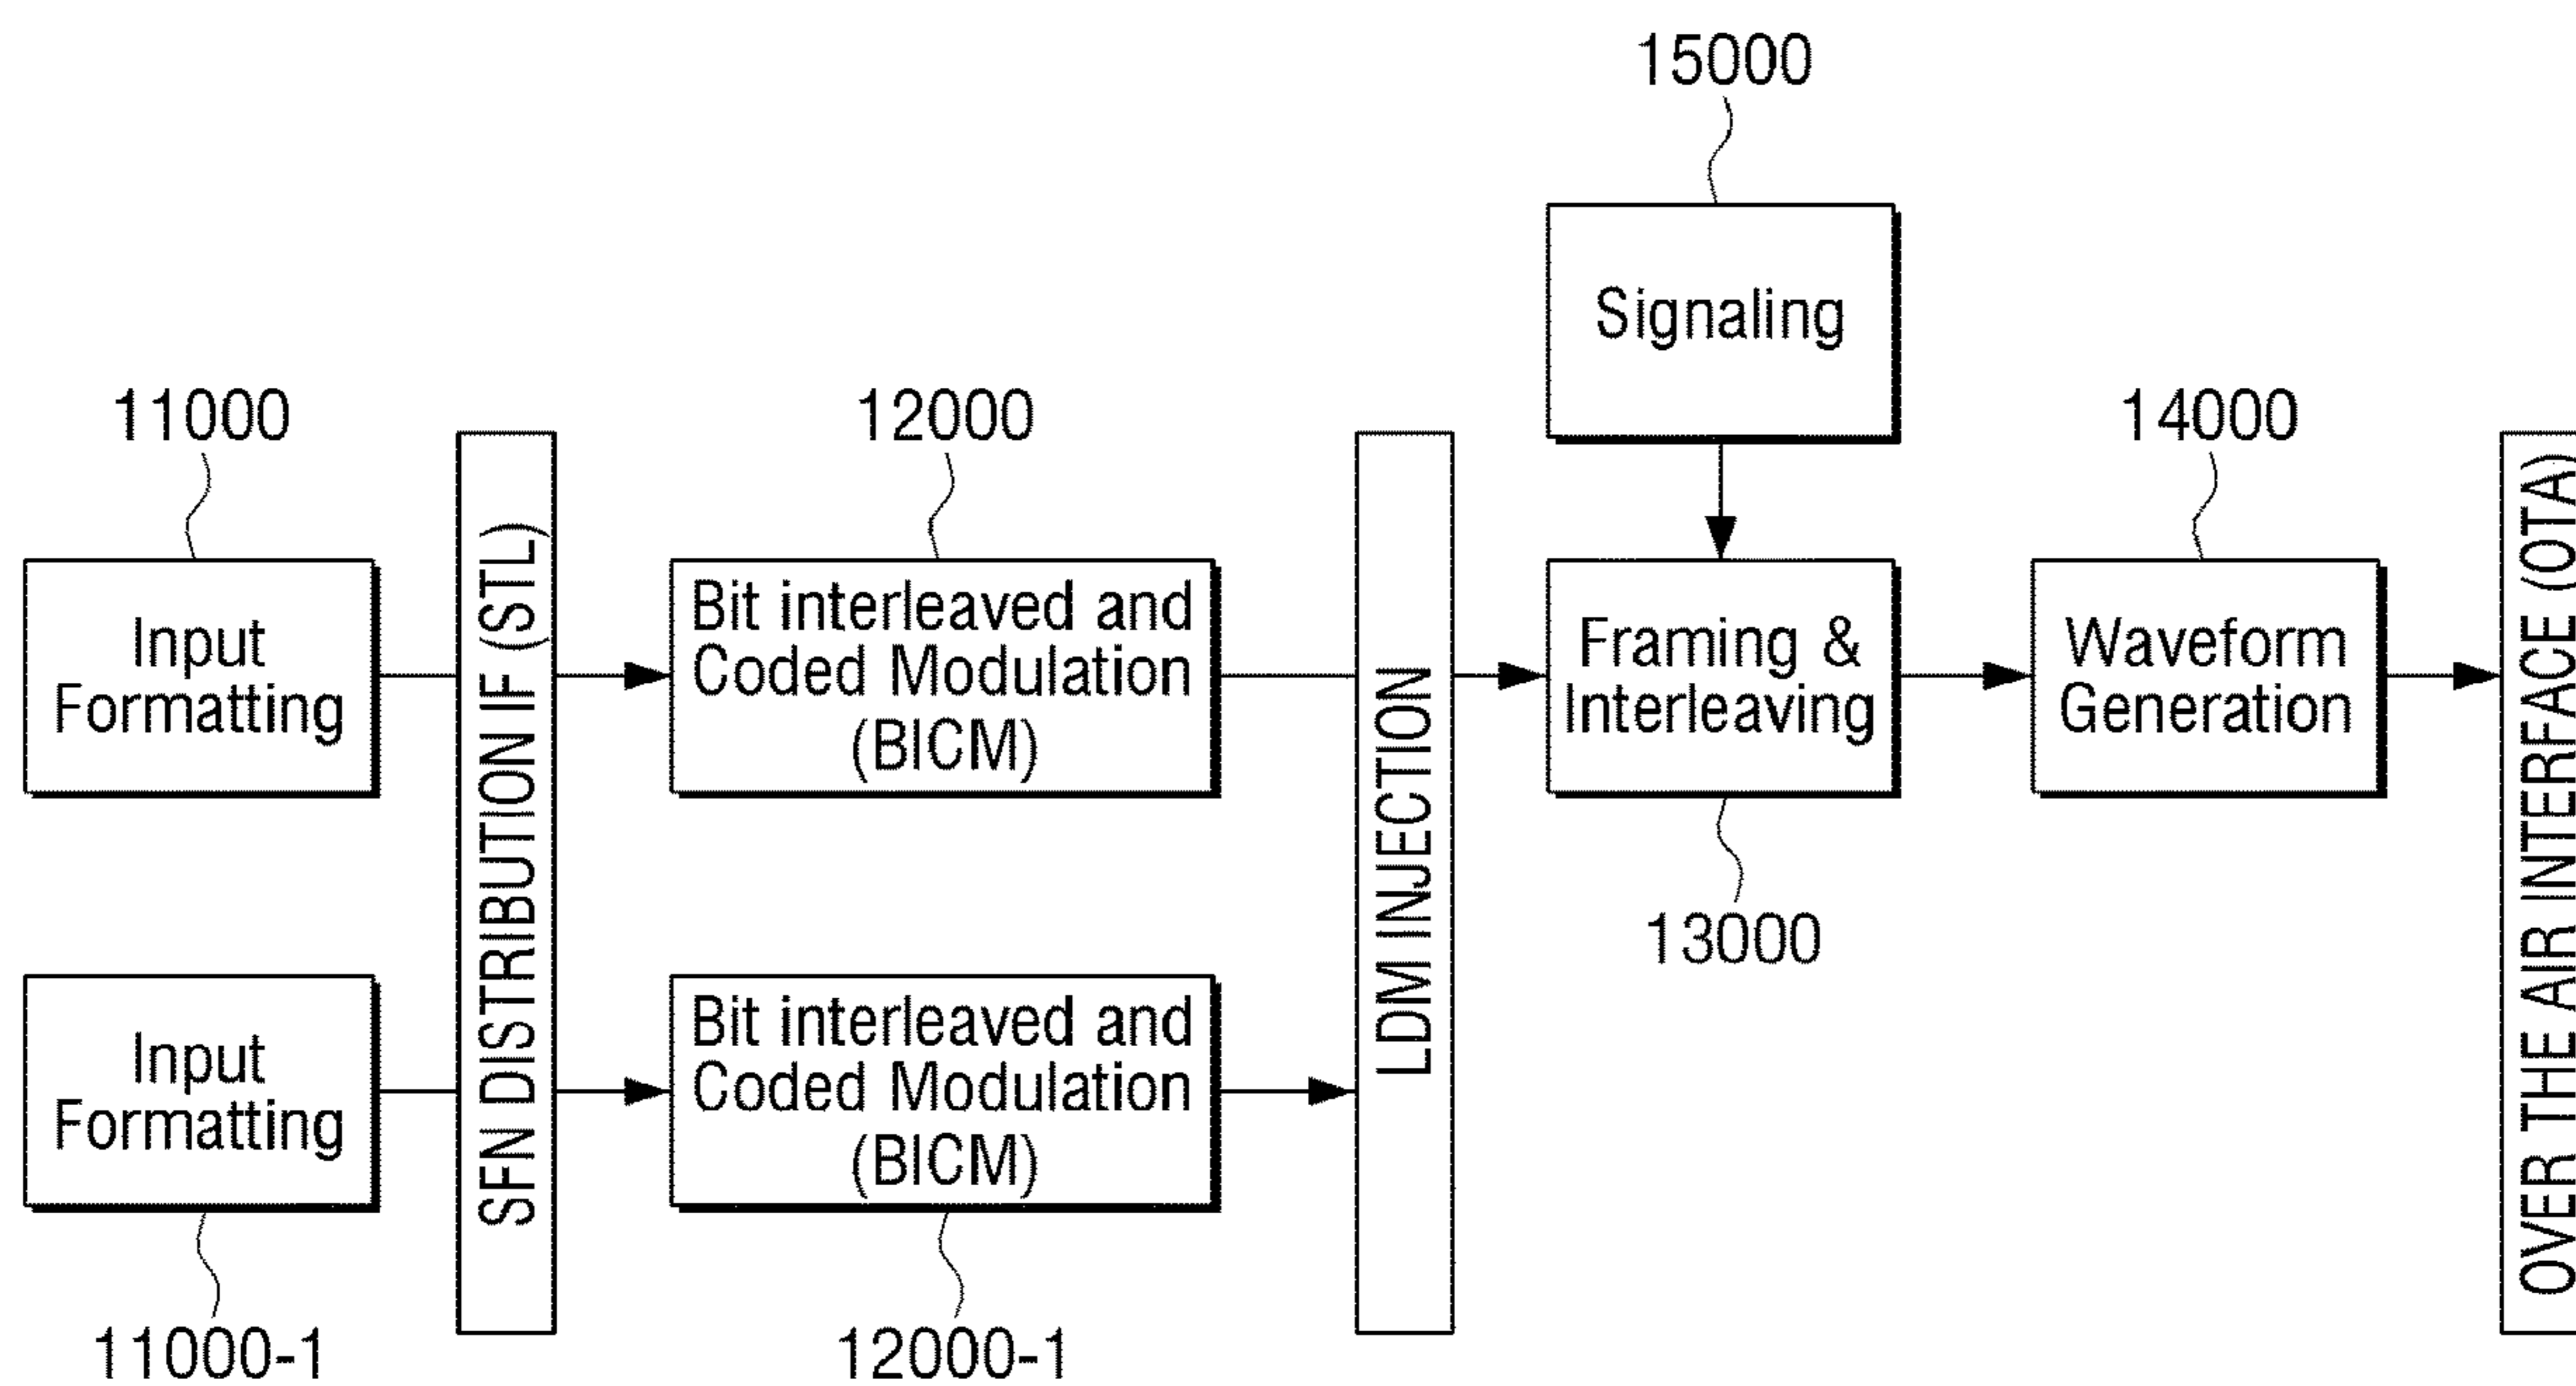 15000
Signaling
11000
12000
14000
Input
Formatting
SFN DISTRIBUTION IF (STL)
Bit interleaved and
Coded Modulation
(BICM)
LDM INJECTION
Framing &
Interleaving
Waveform
Generation
OVER THE AIR INTERFACE (OTA)
13000
Input
Formatting
Bit interleaved and
Coded Modulation
(BICM)
11000-1
12000-1